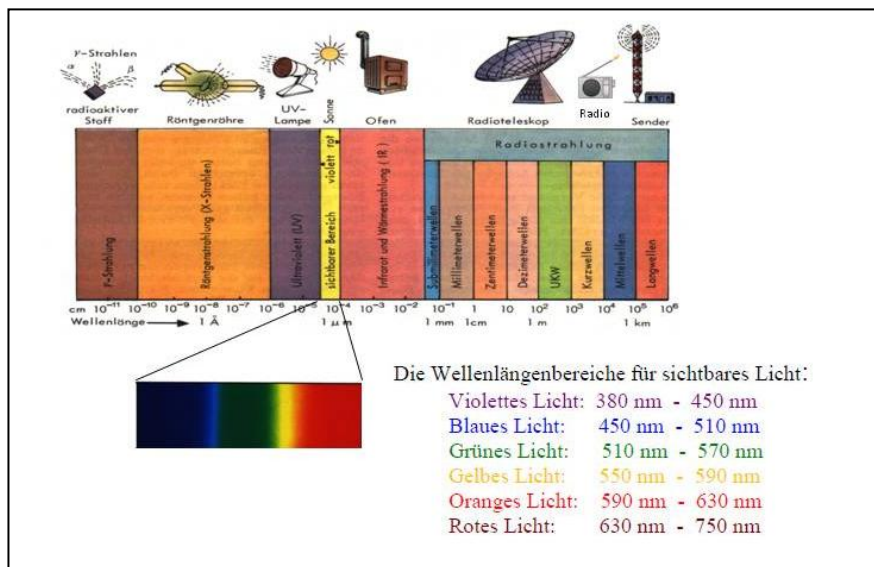 γ-Strahlen
α β
radioaktiver
Stoff
Röntgenröhre
UV-
Lampe
Sonne
Ofen
Radioteleskop
Radio
Sender
Radiostrahlung
γ-Strahlung
Röntgenstrahlung (X-Strahlen)
Ultraviolett (UV)
sichtbarer Bereich violett rot
Infrarot und Wärmestrahlung (IR)
Submillimeterwellen
Millimeterwellen
Zentimeterwellen
Dezimeterwellen
UKW
Kurzwellen
Mittelwellen
Langwellen
cm 10⁻¹¹ 10⁻¹⁰ 10⁻⁹ 10⁻⁸ 10⁻⁷ 10⁻⁶ 10⁻⁵ 10⁻⁴ 10⁻³ 10⁻² 10⁻¹ 1 10 10² 10³ 10⁴ 10⁵ 10⁶
Wellenlänge 1 Å 1 μm 1 mm 1cm 1 m 1 km
Die Wellenlängenbereiche für sichtbares Licht:
Violettes Licht: 380 nm - 450 nm
Blaues Licht: 450 nm - 510 nm
Grünes Licht: 510 nm - 570 nm
Gelbes Licht: 550 nm - 590 nm
Oranges Licht: 590 nm - 630 nm
Rotes Licht: 630 nm - 750 nm